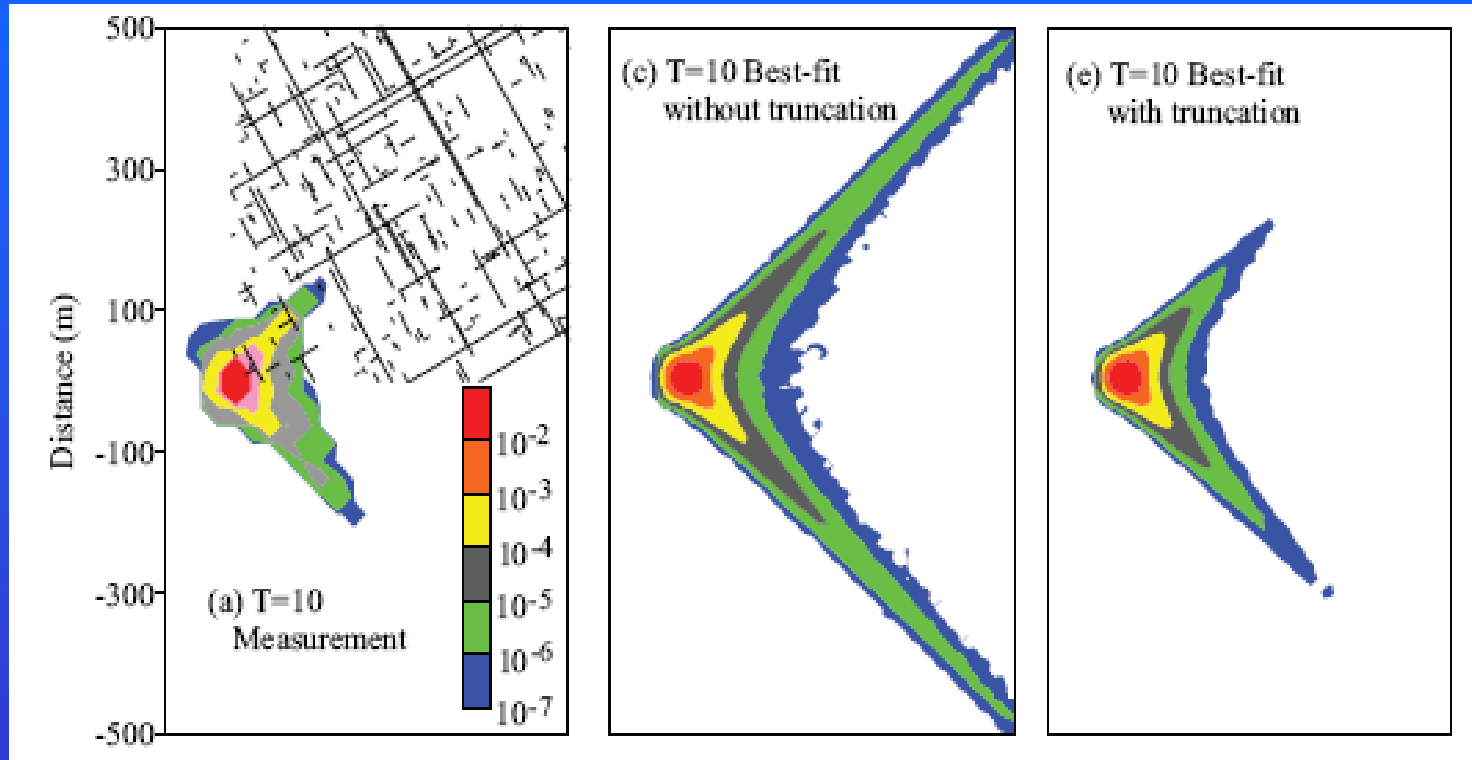 500
300
100
-100
-300
-500
Distance (m)
(a) T=10
Measurement
10-2
10-3
10-4
10-5
10-6
10-7
(c) T=10 Best-fit
without truncation
(e) T=10 Best-fit
with truncation